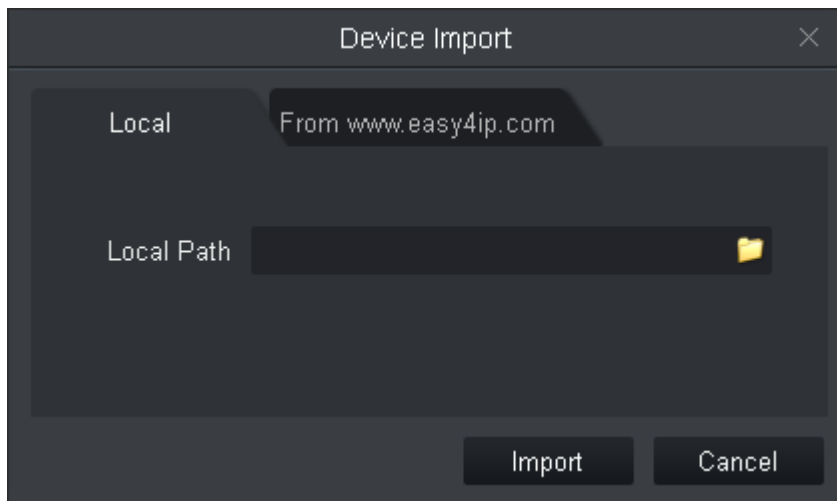 Device Import
Local
From www.easy4ip.com
Local Path
Import
Cancel